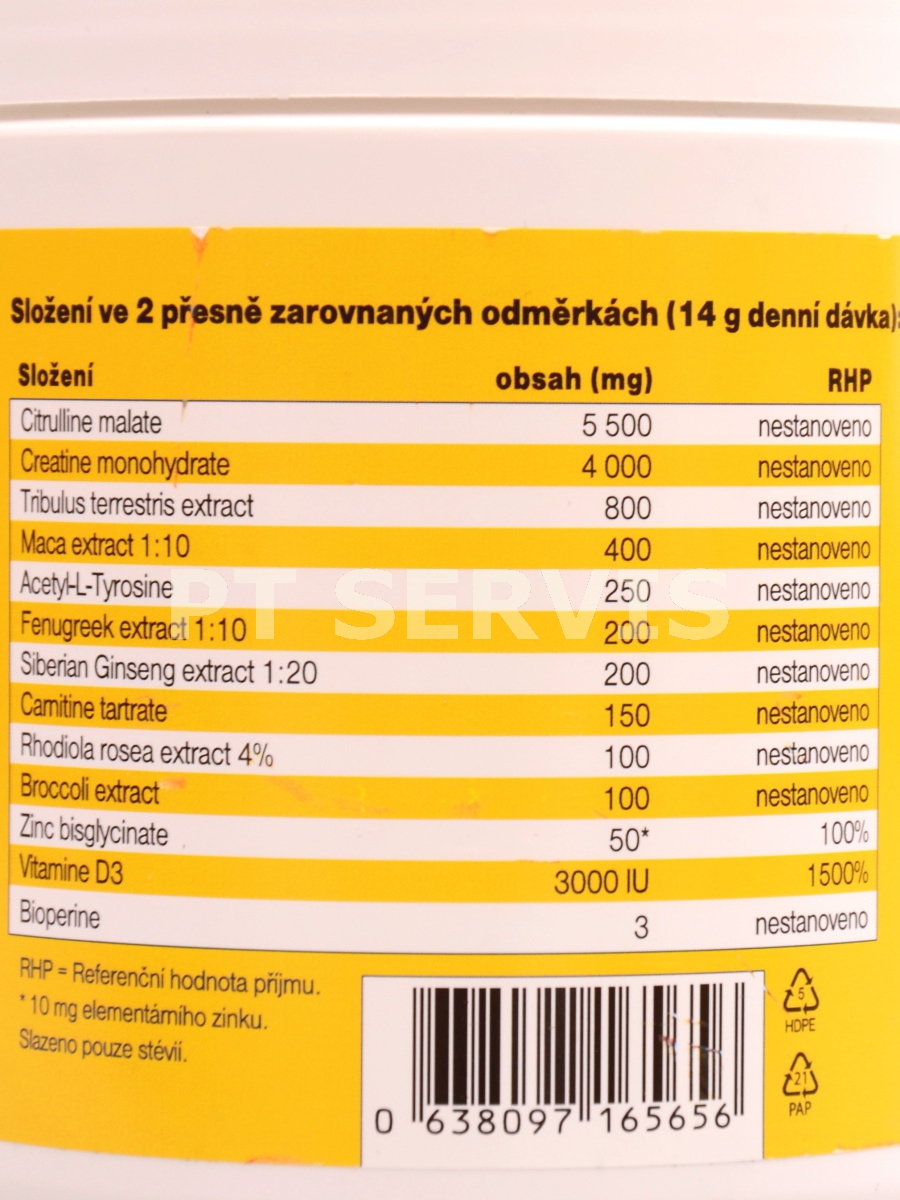 Složení ve 2 přesně zarovnaných odměrkách (14 g denní dávka):
Složení obsah (mg) RHP
Citrulline malate 5 500 nestanoveno
Creatine monohydrate 4 000 nestanoveno
Tribulus terrestris extract 800 nestanoveno
Maca extract 1:10 400 nestanoveno
Acetyl-L-Tyrosine 250 nestanoveno
PT SERVIS
Fenugreek extract 1:10 200 nestanoveno
Siberian Ginseng extract 1:20 200 nestanoveno
Carnitine tartrate 150 nestanoveno
Rhodiola rosea extract 4% 100 nestanoveno
Broccoli extract 100 nestanoveno
Zinc bisglycinate 50* 100%
Vitamine D3 3000 IU 1500%
Bioperine 3 nestanoveno
RHP = Referenční hodnota příjmu.
* 10 mg elementárního zinku.
Slazeno pouze stévií.
0 638097 165656
5
HDPE
21
PAP